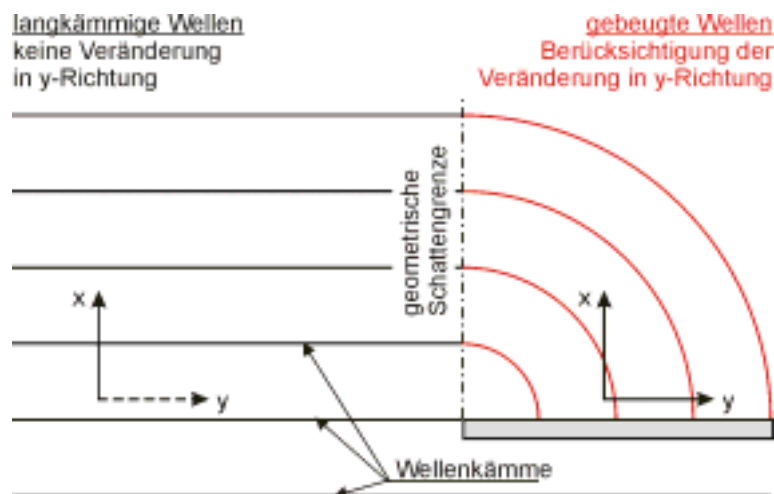 langkämmige Wellen
keine Veränderung
in y-Richtung
gebeugte Wellen
Berücksichtigung der
Veränderung in y-Richtung
geometrische
Schattengrenze
x
y
x
y
Wellenkämme